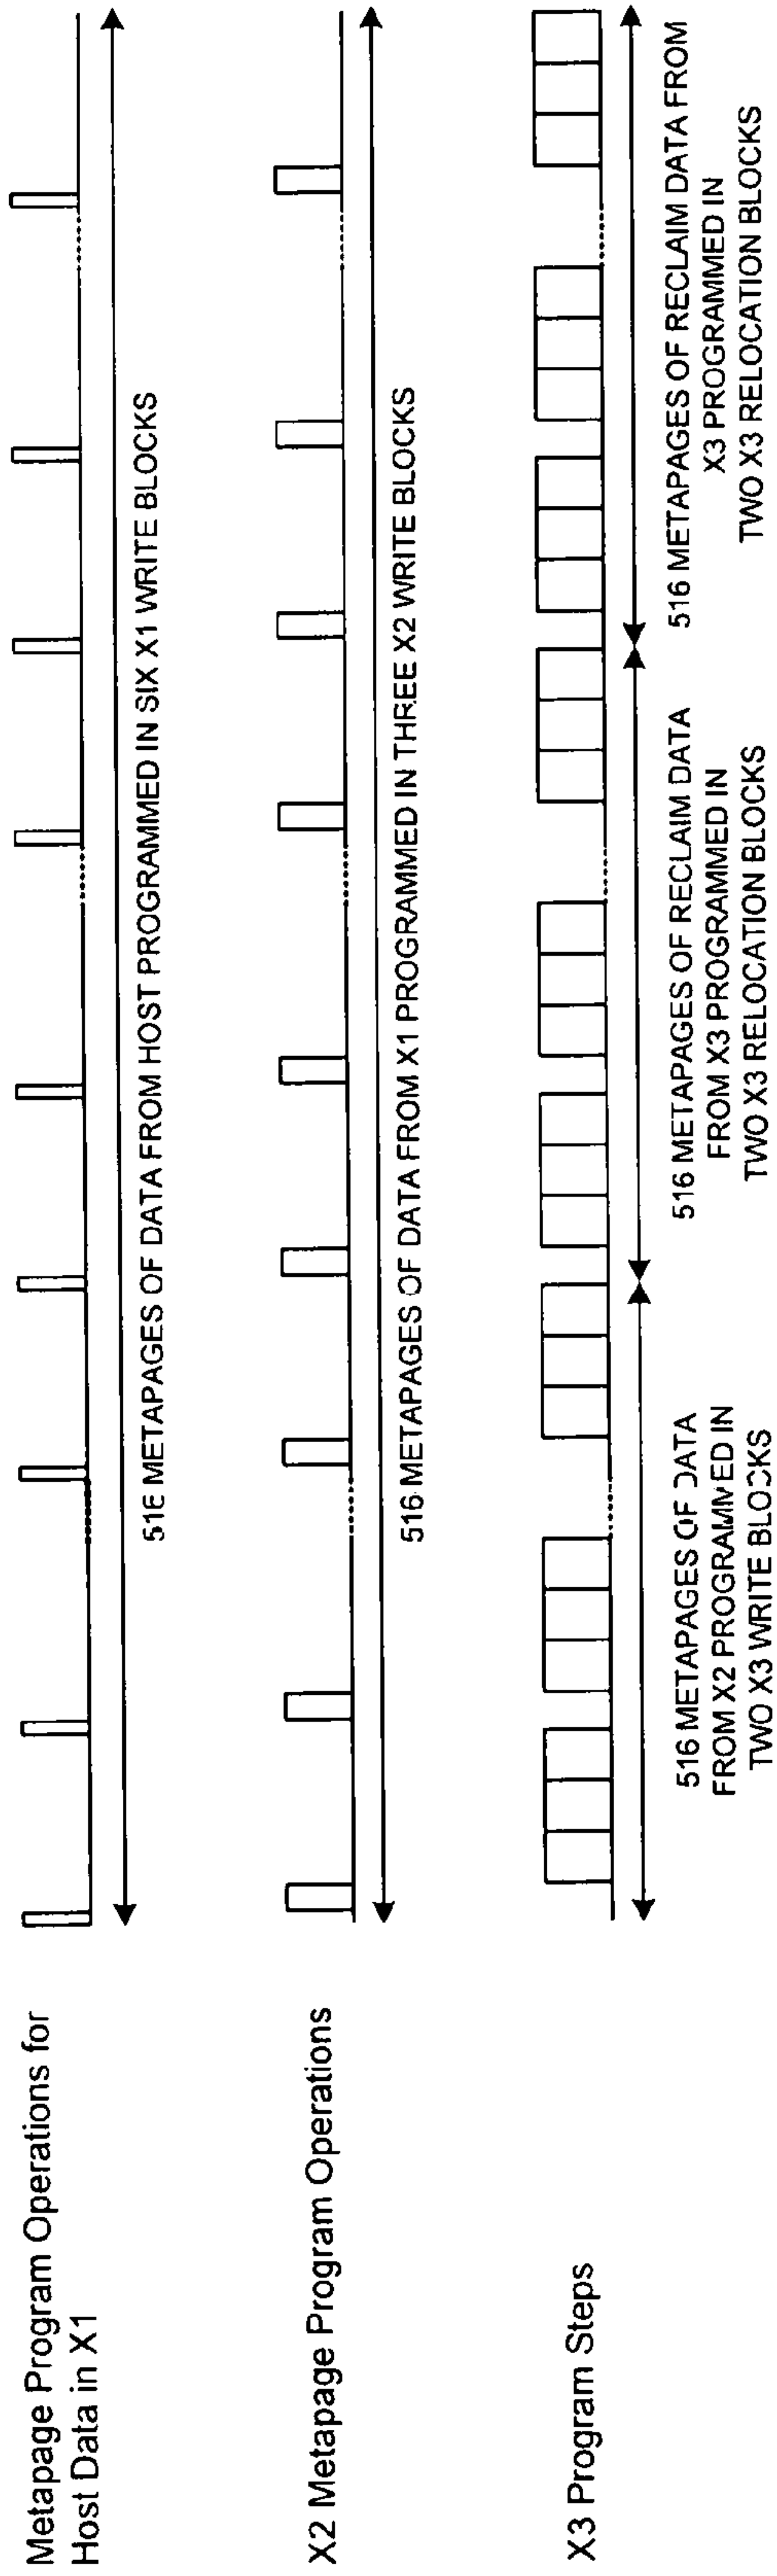 Metapage Program Operations for
Host Data in X1
516 METAPAGES OF DATA FROM HOST PROGRAMMED IN SIX X1 WRITE BLOCKS
X2 Metapage Program Operations
516 METAPAGES OF DATA FROM X1 PROGRAMMED IN THREE X2 WRITE BLOCKS
X3 Program Steps
516 METAPAGES OF DATA
FROM X2 PROGRAMMED IN
TWO X3 WRITE BLOCKS
516 METAPAGES OF RECLAIM DATA
FROM X3 PROGRAMMED IN
TWO X3 RELOCATION BLOCKS
516 METAPAGES OF RECLAIM DATA FROM
X3 PROGRAMMED IN
TWO X3 RELOCATION BLOCKS